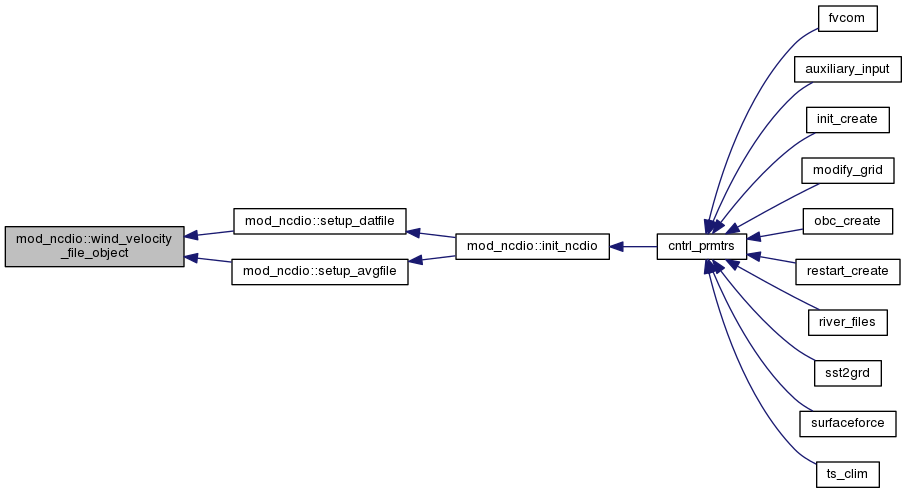 mod_ncdio::wind_velocity
_file_object
mod_ncdio::setup_datfile
mod_ncdio::setup_avgfile
mod_ncdio::init_ncdio
cntrl_prmtrs
fvcom
auxiliary_input
init_create
modify_grid
obc_create
restart_create
river_files
sst2grd
surfaceforce
ts_clim